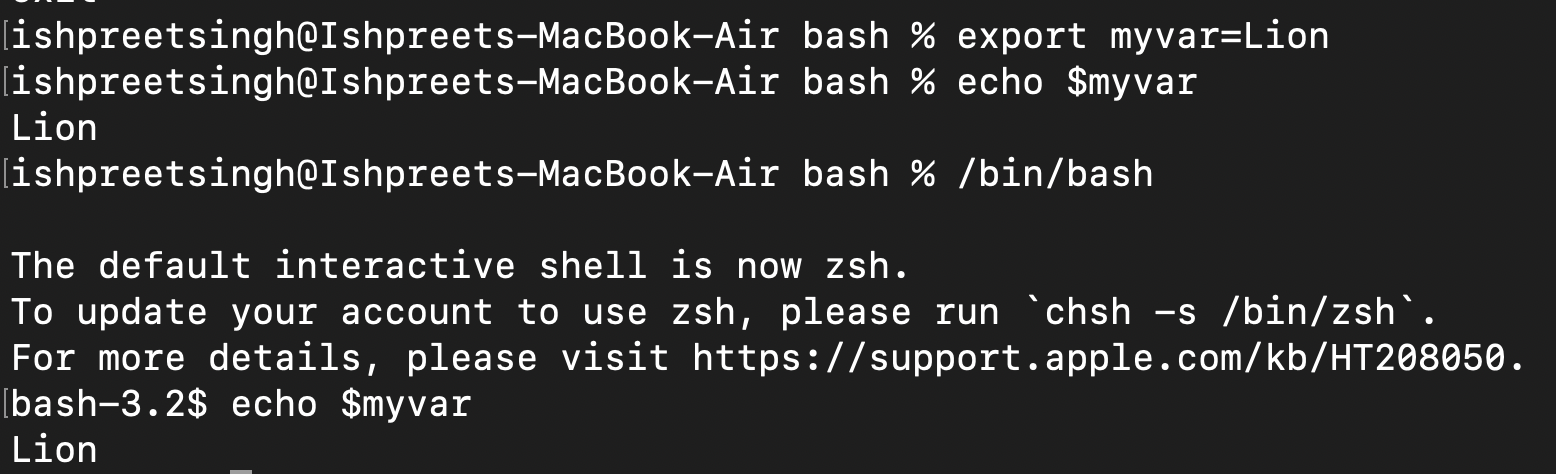 [ishpreetsingh@Ishpreets-MacBook-Air bash % export myvar=Lion
[ishpreetsingh@Ishpreets-MacBook-Air bash % echo $myvar
Lion
[ishpreetsingh@Ishpreets-MacBook-Air bash % /bin/bash

The default interactive shell is now zsh.
To update your account to use zsh, please run `chsh -s /bin/zsh`.
For more details, please visit https://support.apple.com/kb/HT208050.
[bash-3.2$ echo $myvar
Lion